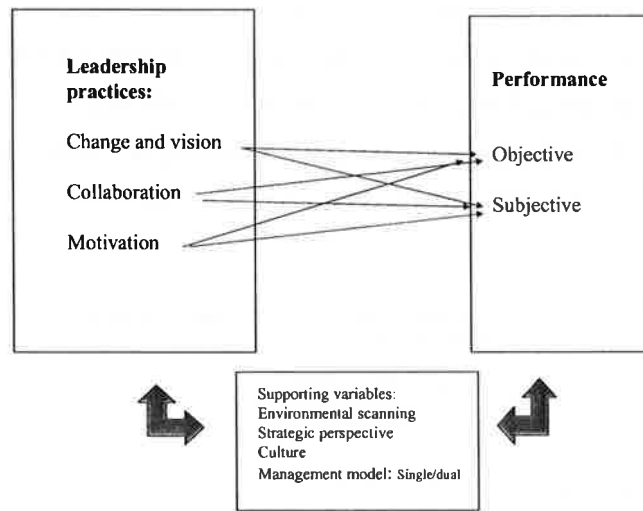 Leadership
practices:
Change and vision
Collaboration
Motivation
Performance
Objective
Subjective
Supporting variables:
Environmental scanning
Strategic perspective
Culture
Management model: Single/dual